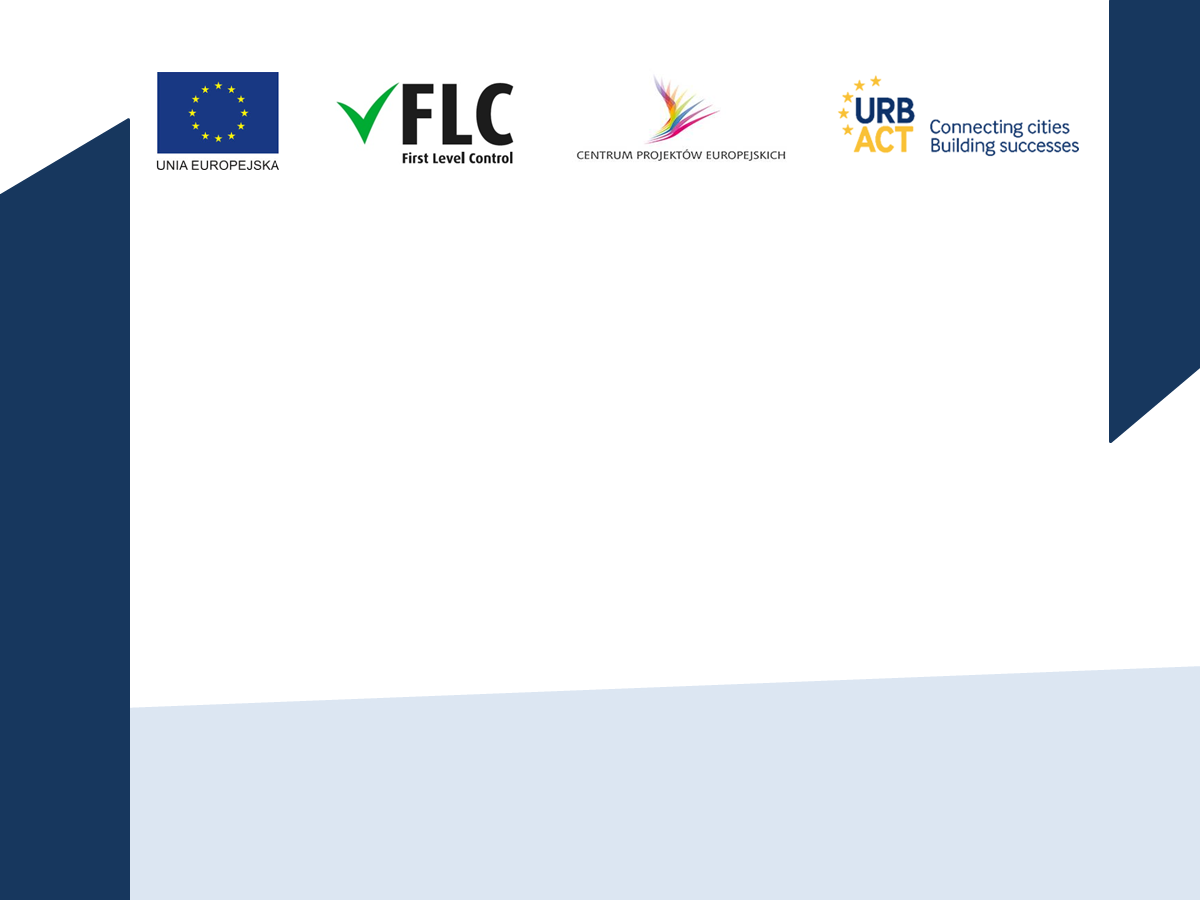 UNIA EUROPEJSKA
FLC
First Level Control
CENTRUM PROJEKTÓW EUROPEJSKICH
URB
ACT
Connecting cities
Building successes